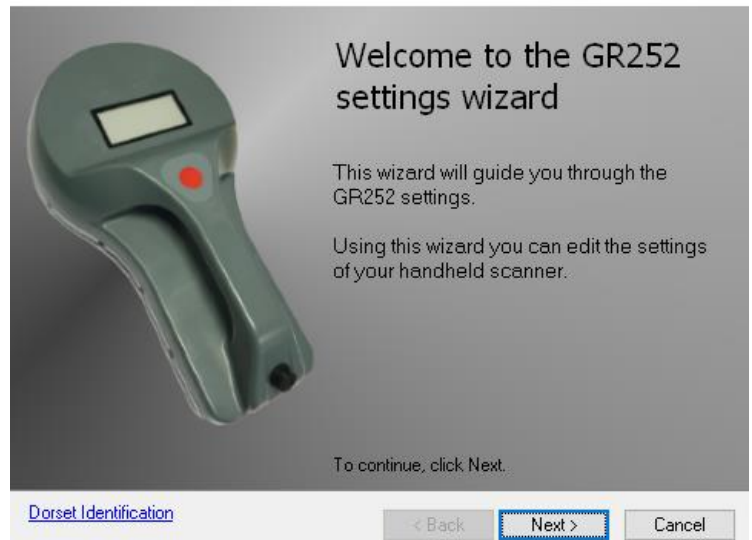 Welcome to the GR252
settings wizard
This wizard will guide you through the
GR252 settings.
Using this wizard you can edit the settings
of your handheld scanner.
To continue, click Next.
Dorset Identification
< Back
Next >
Cancel